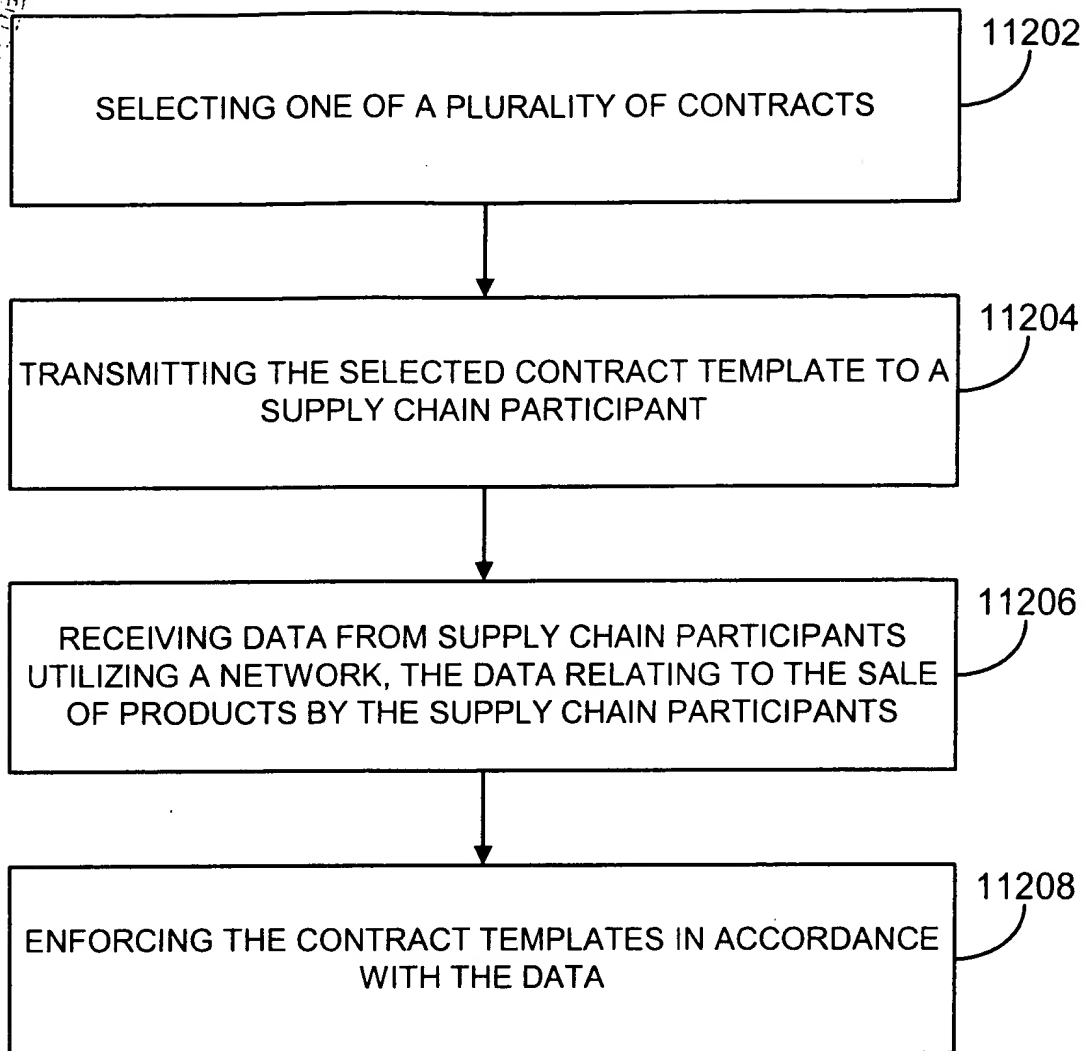 11202
SELECTING ONE OF A PLURALITY OF CONTRACTS
11204
TRANSMITTING THE SELECTED CONTRACT TEMPLATE TO A
SUPPLY CHAIN PARTICIPANT
11206
RECEIVING DATA FROM SUPPLY CHAIN PARTICIPANTS
UTILIZING A NETWORK, THE DATA RELATING TO THE SALE
OF PRODUCTS BY THE SUPPLY CHAIN PARTICIPANTS
11208
ENFORCING THE CONTRACT TEMPLATES IN ACCORDANCE
WITH THE DATA